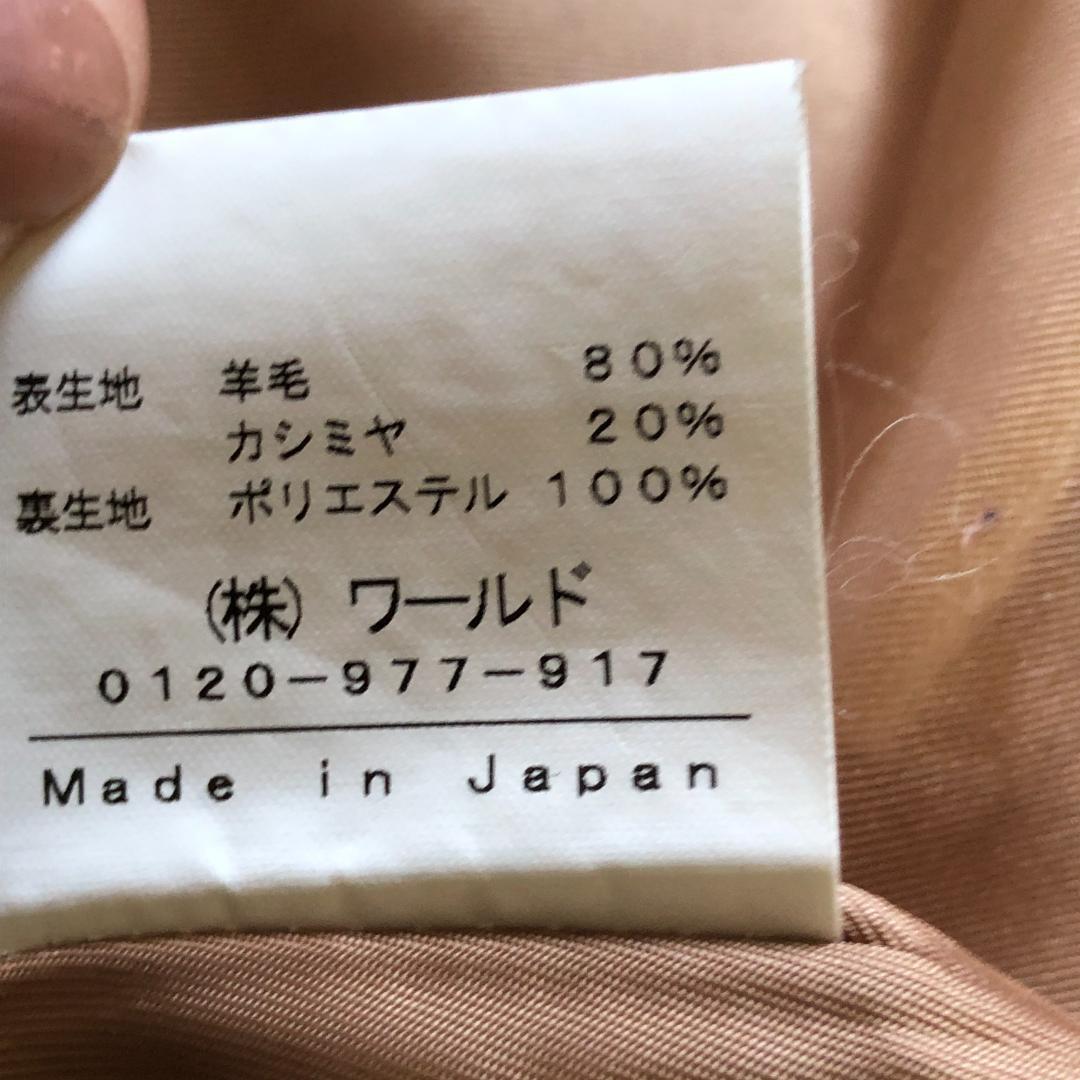 表生地 羊毛 80%
カシミヤ 20%
裏生地 ポリエステル 100%
(株) ワールド
0120-977-917
Made in Japan